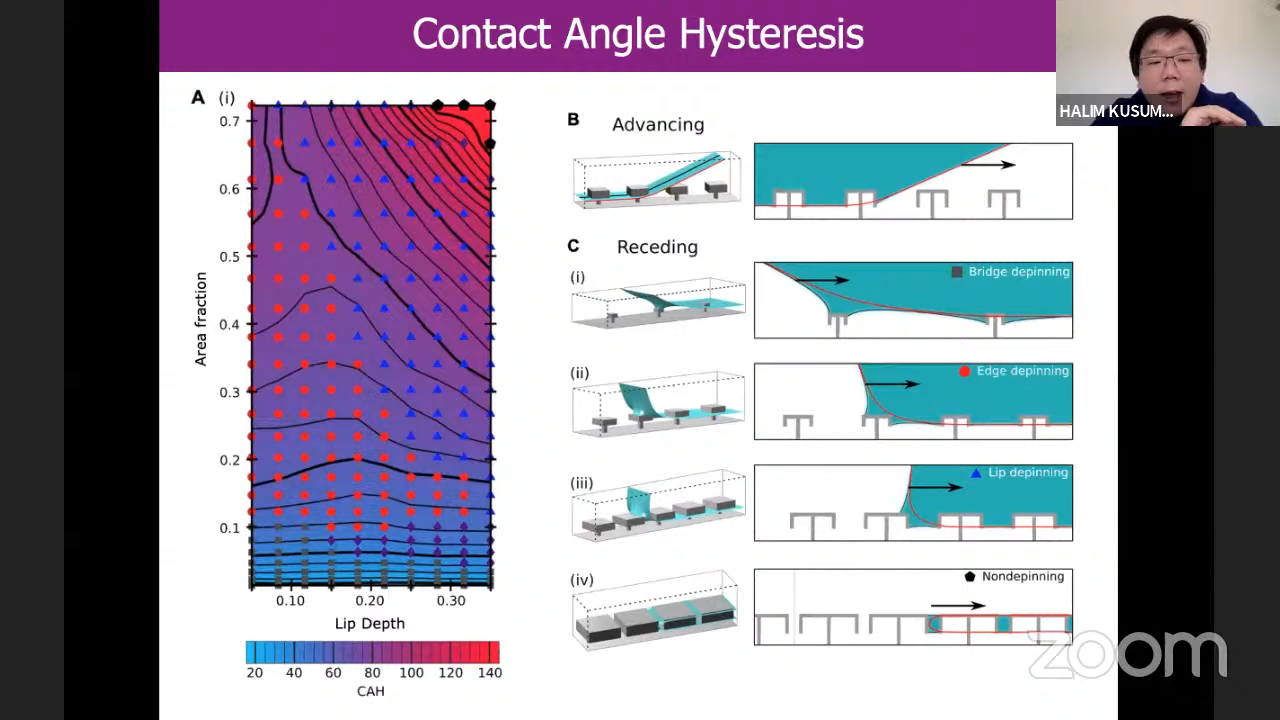 Contact Angle Hysteresis
HALIM KUSUM...
A
(i)
0.7
0.6
0.5
0.4
0.3
0.2
0.1
Area fraction
0.10 0.20 0.30
Lip Depth
20 40 60 80 100 120 140
CAH
B
Advancing
C
Receding
(i)
Bridge depinning
(ii)
Edge depinning
(iii)
Lip depinning
(iv)
Nondepinning
zoom